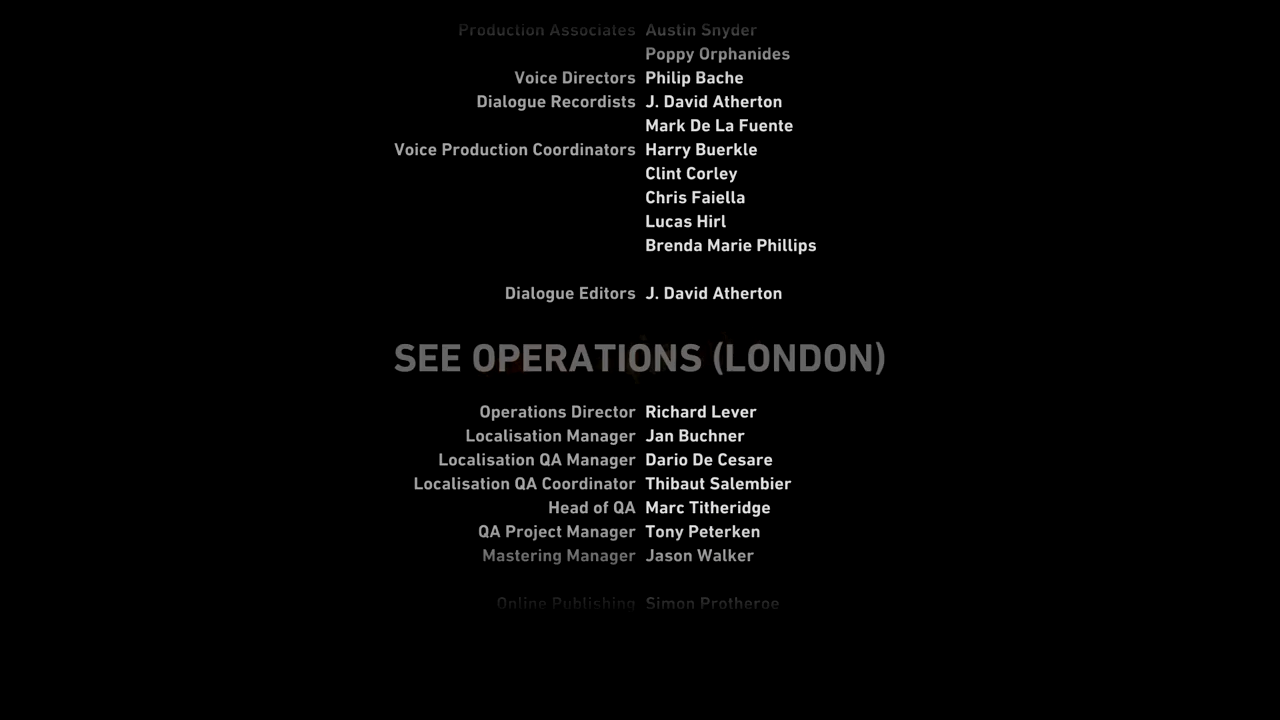 Production Associates Austin Snyder
Poppy Orphanides
Voice Directors Philip Bache
Dialogue Recordists J. David Atherton
Mark De La Fuente
Voice Production Coordinators Harry Buerkle
Clint Corley
Chris Faiella
Lucas Hirl
Brenda Marie Phillips
Dialogue Editors J. David Atherton
SEE OPERATIONS (LONDON)
Operations Director Richard Lever
Localisation Manager Jan Buchner
Localisation QA Manager Dario De Cesare
Localisation QA Coordinator Thibaut Salembier
Head of QA Marc Titheridge
QA Project Manager Tony Peterken
Mastering Manager Jason Walker
Online Publishing Simon Protheroe